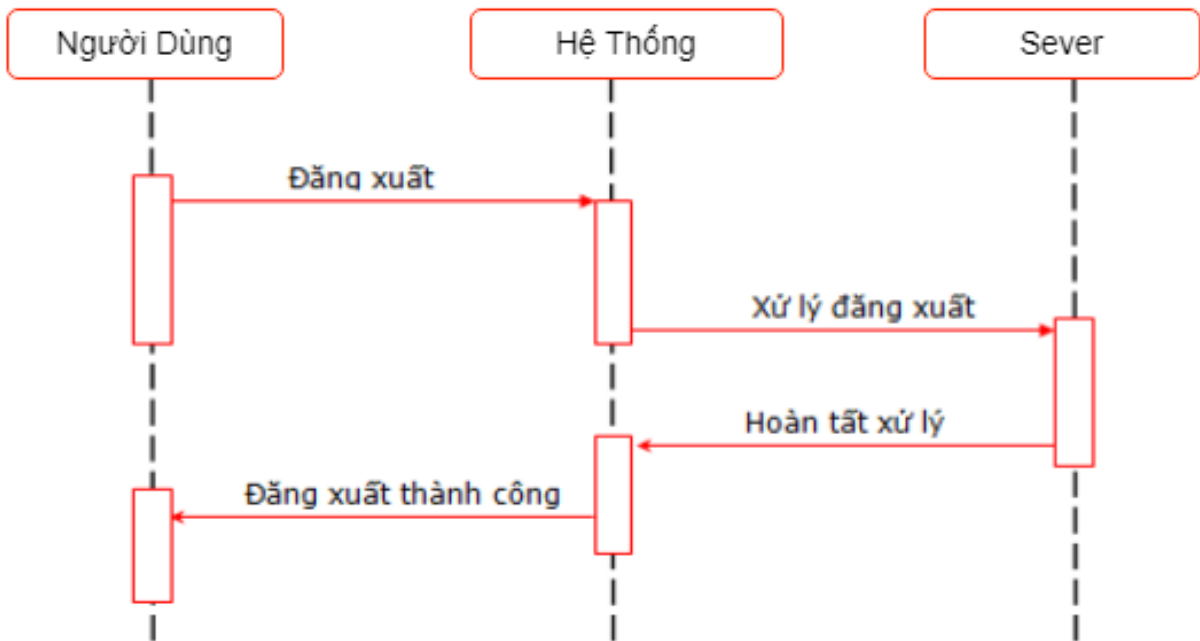 Người Dùng
Hệ Thống
Sever
Đăng xuất
Xử lý đăng xuất
Hoàn tất xử lý
Đăng xuất thành công